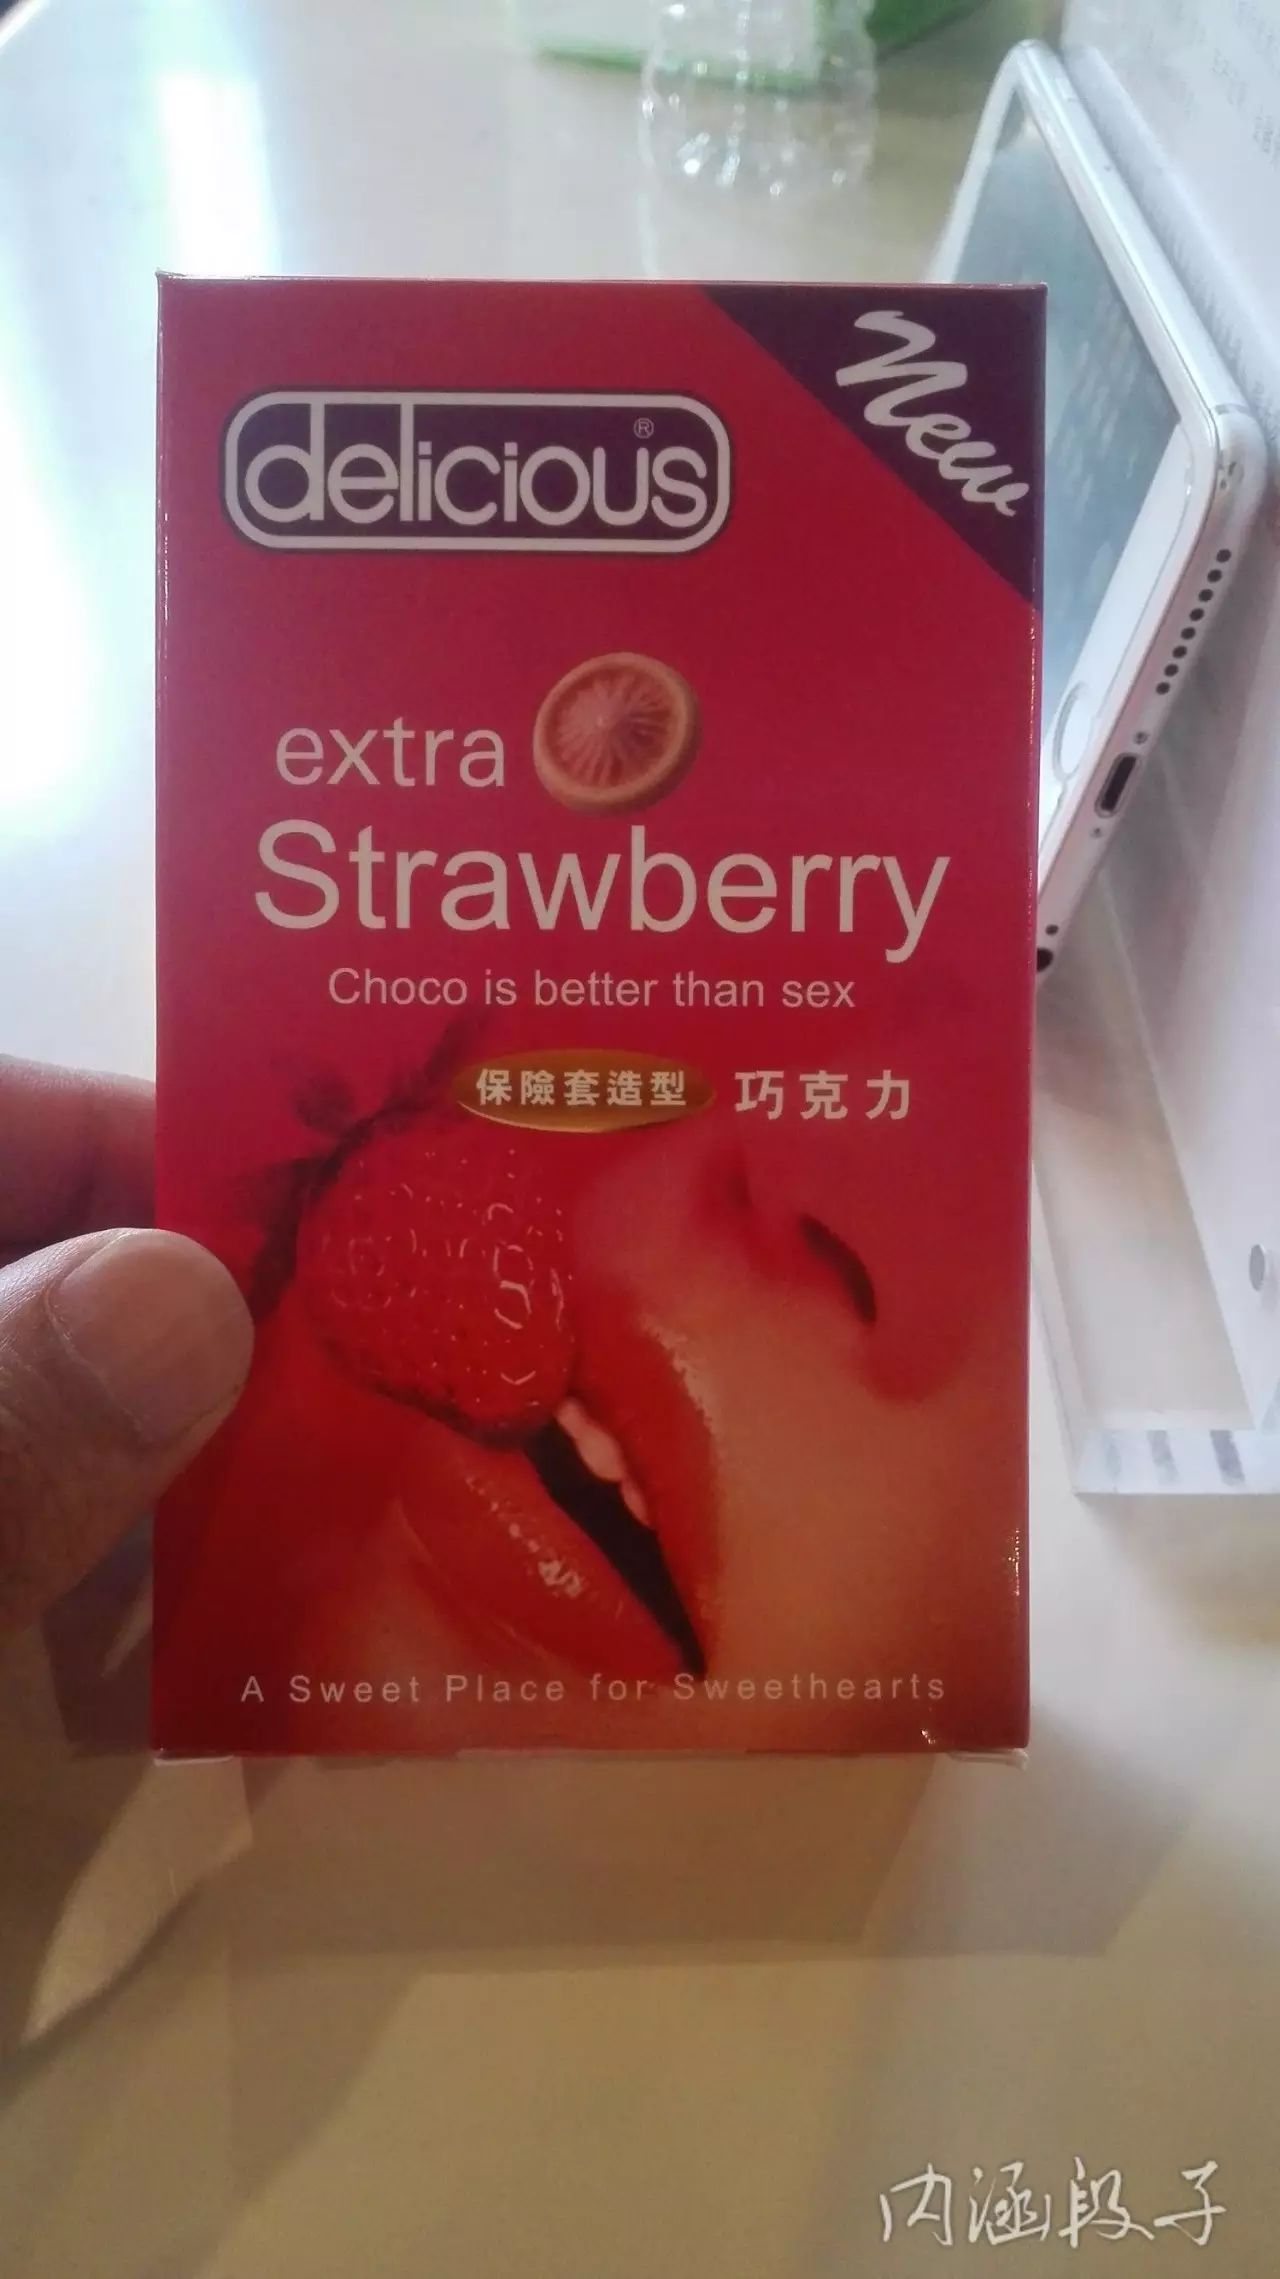 New
delicious®
extra
Strawberry
Choco is better than sex
保險套造型 巧克力
A Sweet Place for Sweethearts
内涵段子